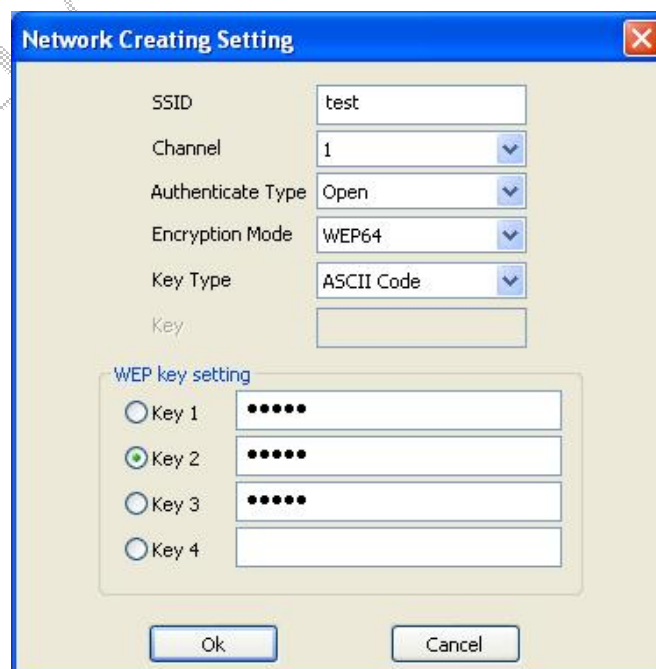 Network Creating Setting
SSID test
Channel 1
Authenticate Type Open
Encryption Mode WEP64
Key Type ASCII Code
Key
WEP key setting
Key 1 •••••
Key 2 •••••
Key 3 •••••
Key 4
Ok Cancel